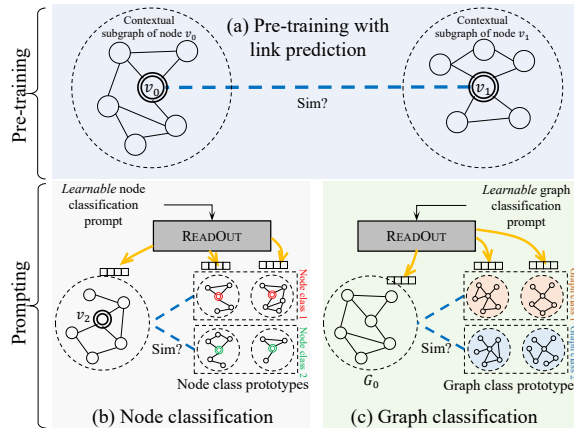 Pre-training
Contextual
subgraph of node v₀
(a) Pre-training with
link prediction
Contextual
subgraph of node v₁
v₀
v₁
Sim?
Prompting
Learnable node
classification
prompt
READOUT
v₂
Sim?
Node class 1
Node class 2
Node class prototypes
(b) Node classification
Learnable graph
classification
prompt
READOUT
G₀
Sim?
Graph class prototypes
(c) Graph classification